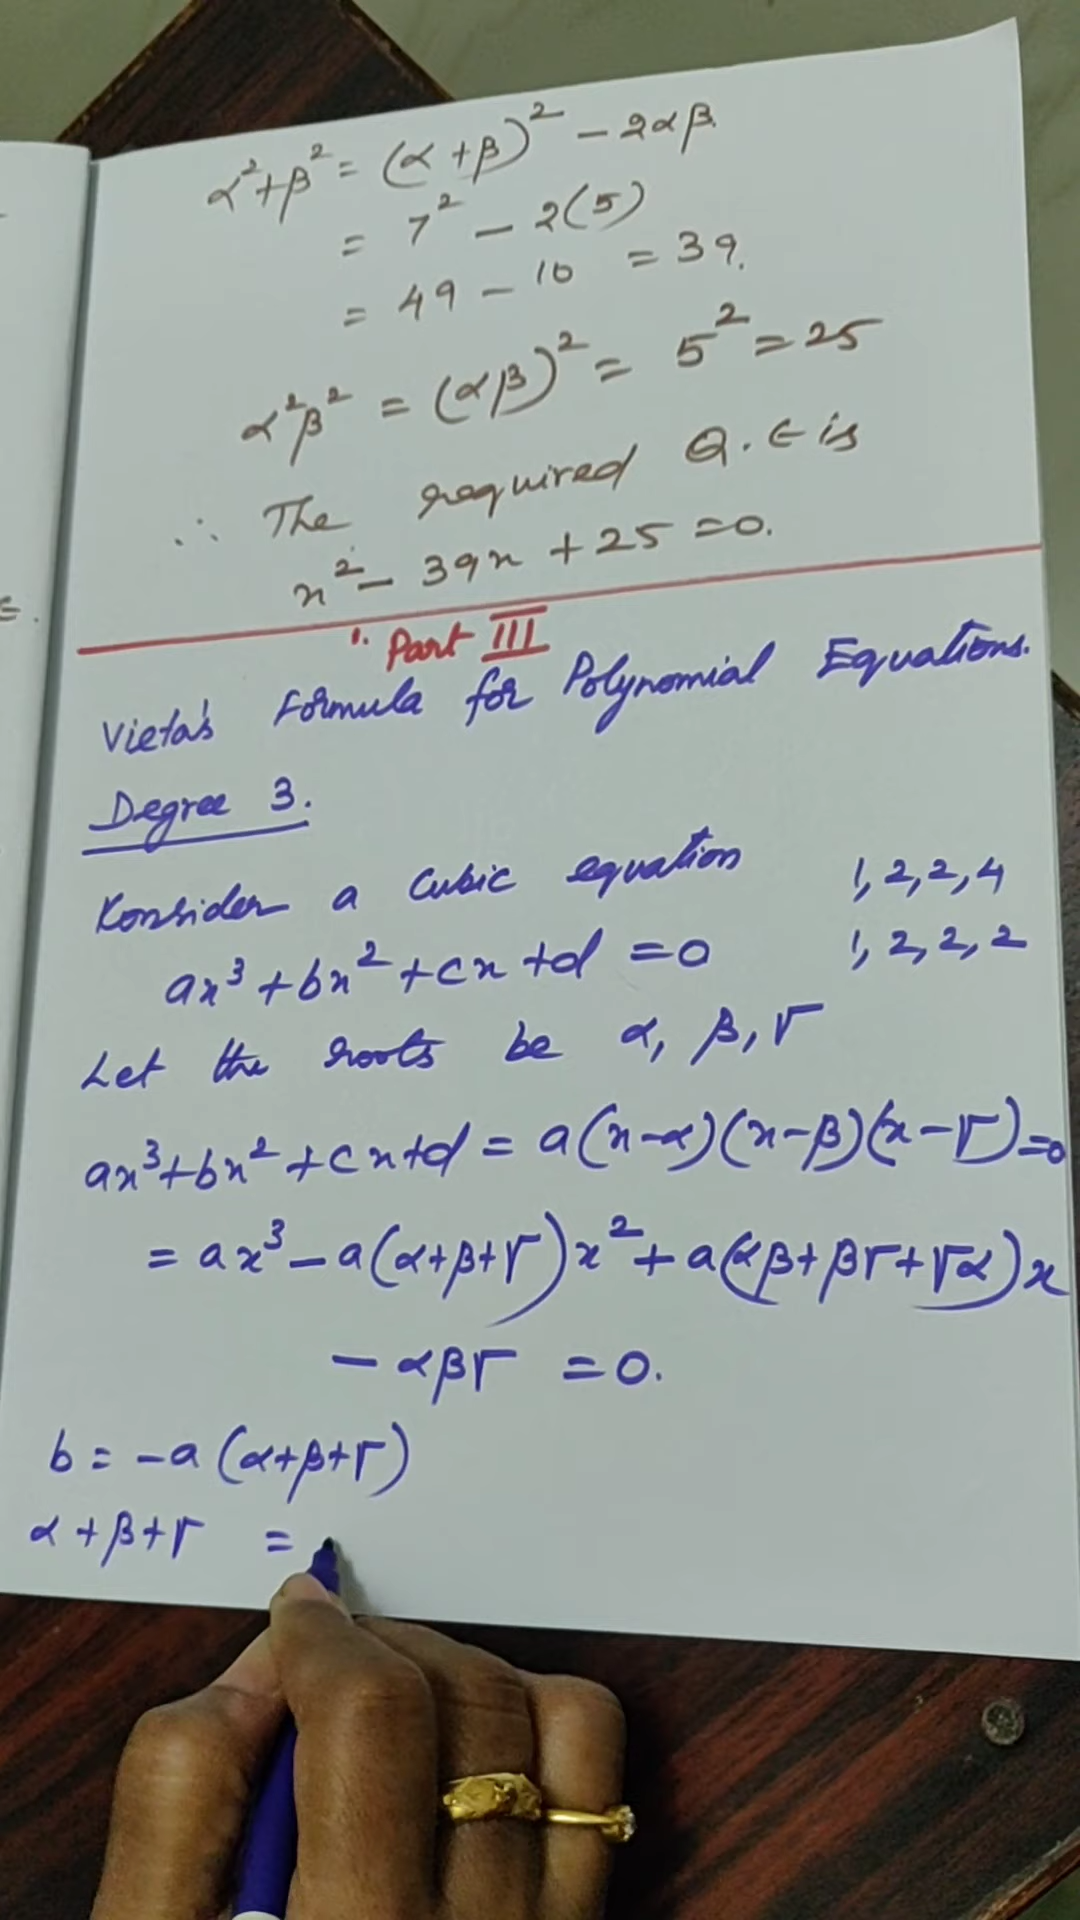 α²+β² = (α+β)² - 2αβ.
= 7² - 2(5)
= 49 - 10 = 39.
α²β² = (αβ)² = 5² = 25
∴ The required Q.E is
x² - 39x + 25 = 0.
Part III
Vieta's Formula for Polynomial Equations.
Degree 3.
Konsider a cubic equation 1, 2, 2, 4
ax³ + bx² + cx + d = 0 1, 2, 2, 2
Let the roots be α, β, γ
ax³+bx²+cx+d = a(x-α)(x-β)(x-γ)=0
= ax³ - a(α+β+γ)x² + a(αβ+βγ+γα)x
- αβγ = 0.
b = -a(α+β+γ)
α+β+γ =